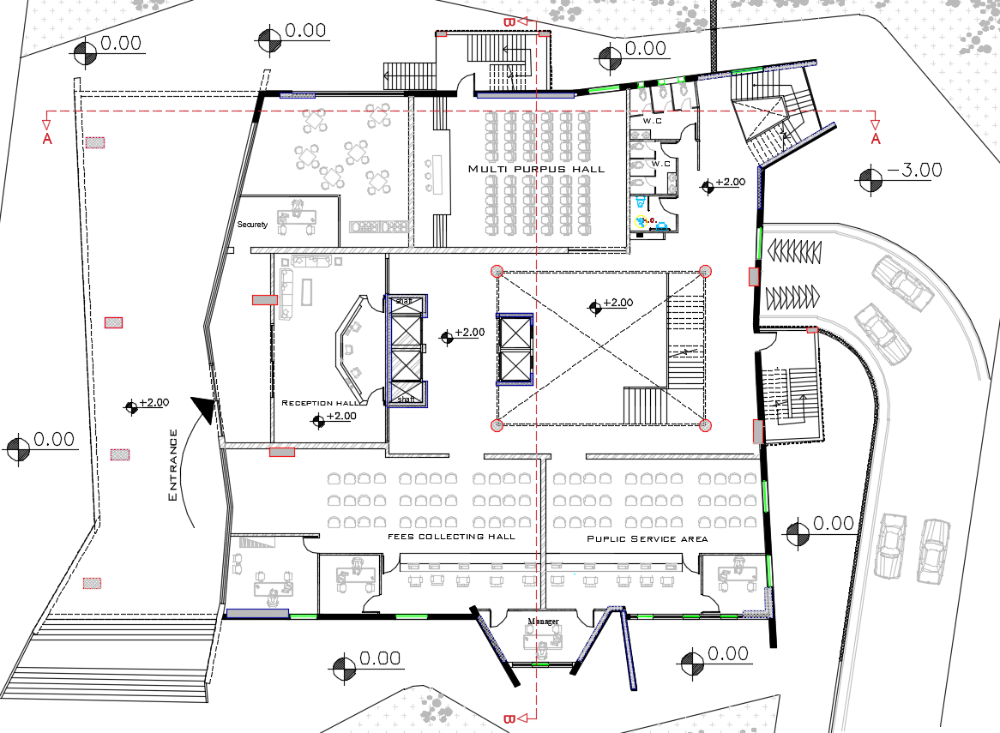 B
0.00
0.00
0.00
A
A
W.C
W.C
MULTI PURPUS HALL
-3.00
+2.00
H.C.
Securety
shaft
+2.00
+2.00
+2.00
shaft
RECEPTION HALL
+2.00
0.00
ENTRANCE
0.00
FEES COLLECTING HALL
PUPLIC SERVICE AREA
Manager
0.00
0.00
B